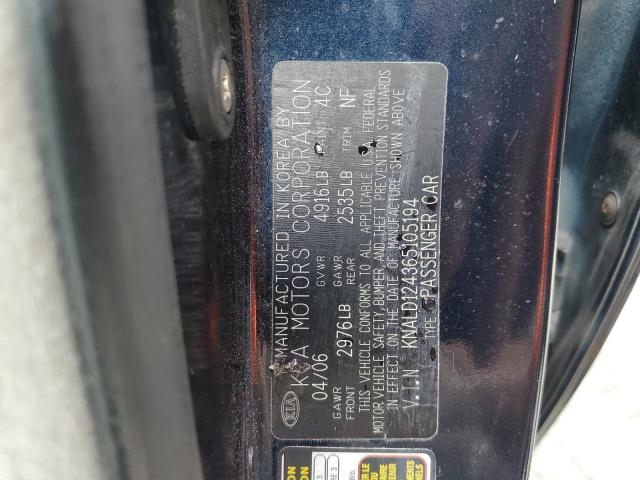 MANUFACTURED IN KOREA BY
KIA MOTORS CORPORATION
04/06 GVWR 4916LB PAINT 4C
GAWR FRONT 2976LB GAWR REAR 2535LB TRIM NF
THIS VEHICLE CONFORMS TO ALL APPLICABLE U.S. FEDERAL
MOTOR VEHICLE SAFETY BUMPER AND THEFT PREVENTION STANDARDS
IN EFFECT ON THE DATE OF MANUFACTURE SHOWN ABOVE
V.I.N KNALD124365105194
TYPE : PASSENGER CAR
KIA